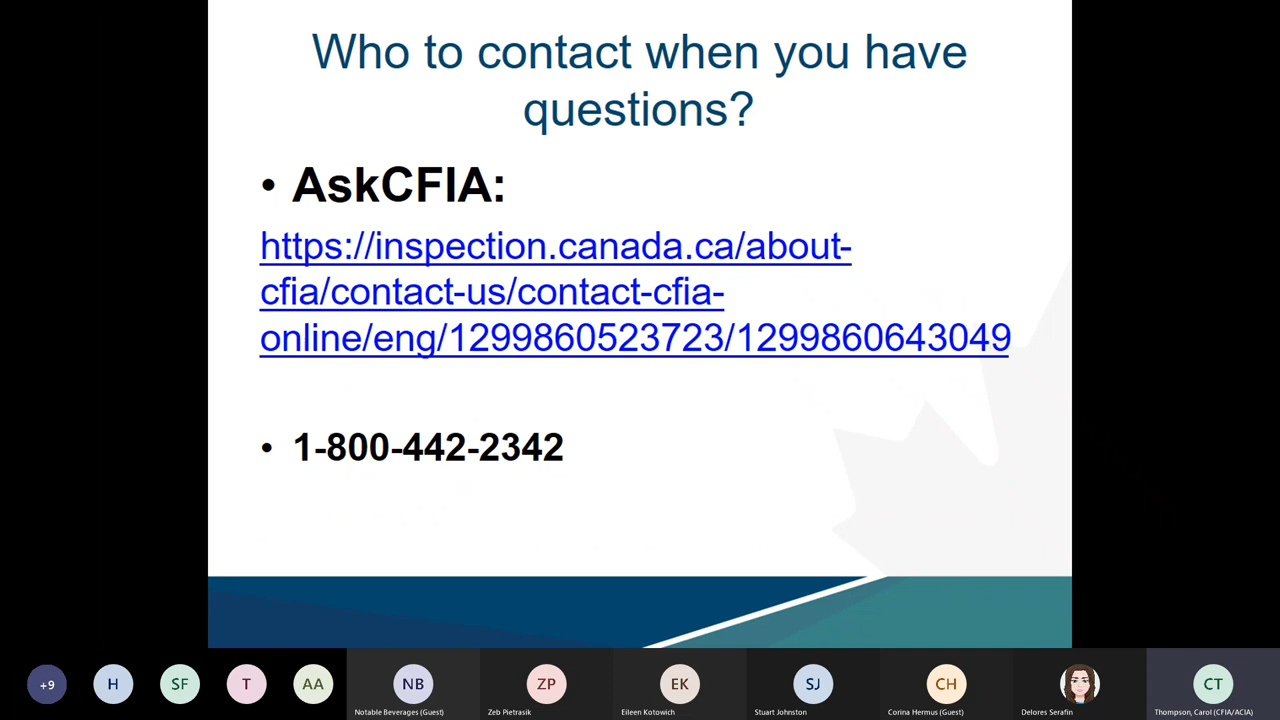 Who to contact when you have
questions?
• AskCFIA:
https://inspection.canada.ca/about-
cfia/contact-us/contact-cfia-
online/eng/1299860523723/1299860643049
• 1-800-442-2342
+9
H
SF
T
AA
NB
ZP
EK
SJ
CH
CT
Notable Beverages (Guest)
Zeb Pietrasik
Eileen Kotowich
Stuart Johnston
Corina Hermus (Guest)
Delores Serafin
Thompson, Carol (CFIA/ACIA)